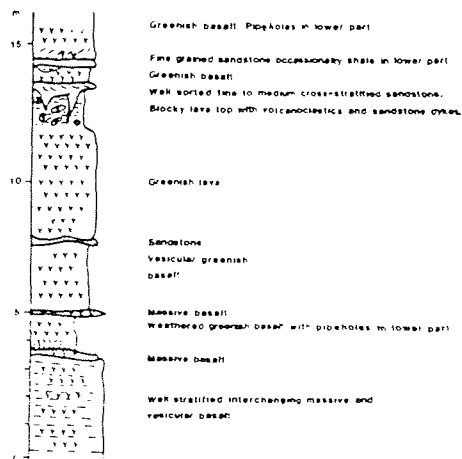 m
Greenish basalt. Pipeholes in lower part
15
Fine grained sandstone occassionally shale in lower part
Greenish basalt
Well sorted fine to medium cross-stratified sandstone.
Blocky lava top with volcanoclastics and sandstone dykes.
10
Greenish lava
Sandstone
Vesicular greenish
basalt
5
Massive basalt
Weathered greenish basalt with pipeholes in lower part
Massive basalt
Well stratified interchanging massive and
vesicular basalt